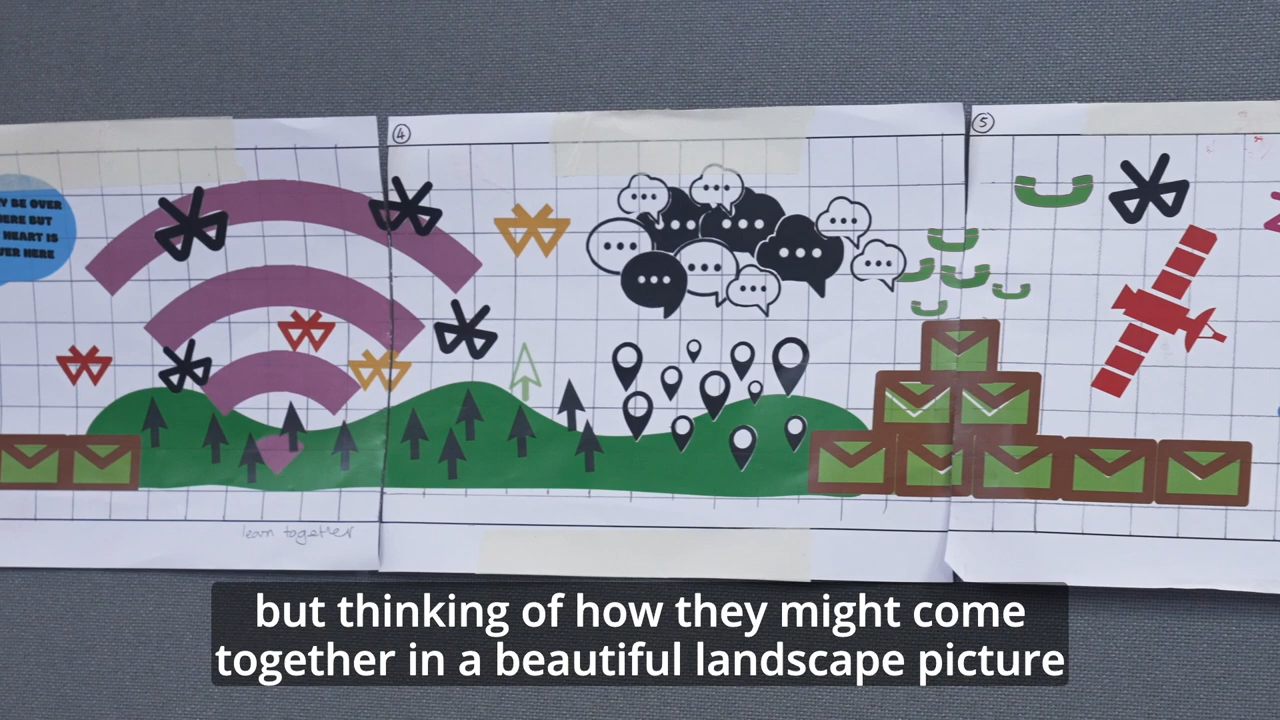 Y BE OVER
ERE BUT
HEART IS
VER HERE
4
5
learn together
but thinking of how they might come
together in a beautiful landscape picture